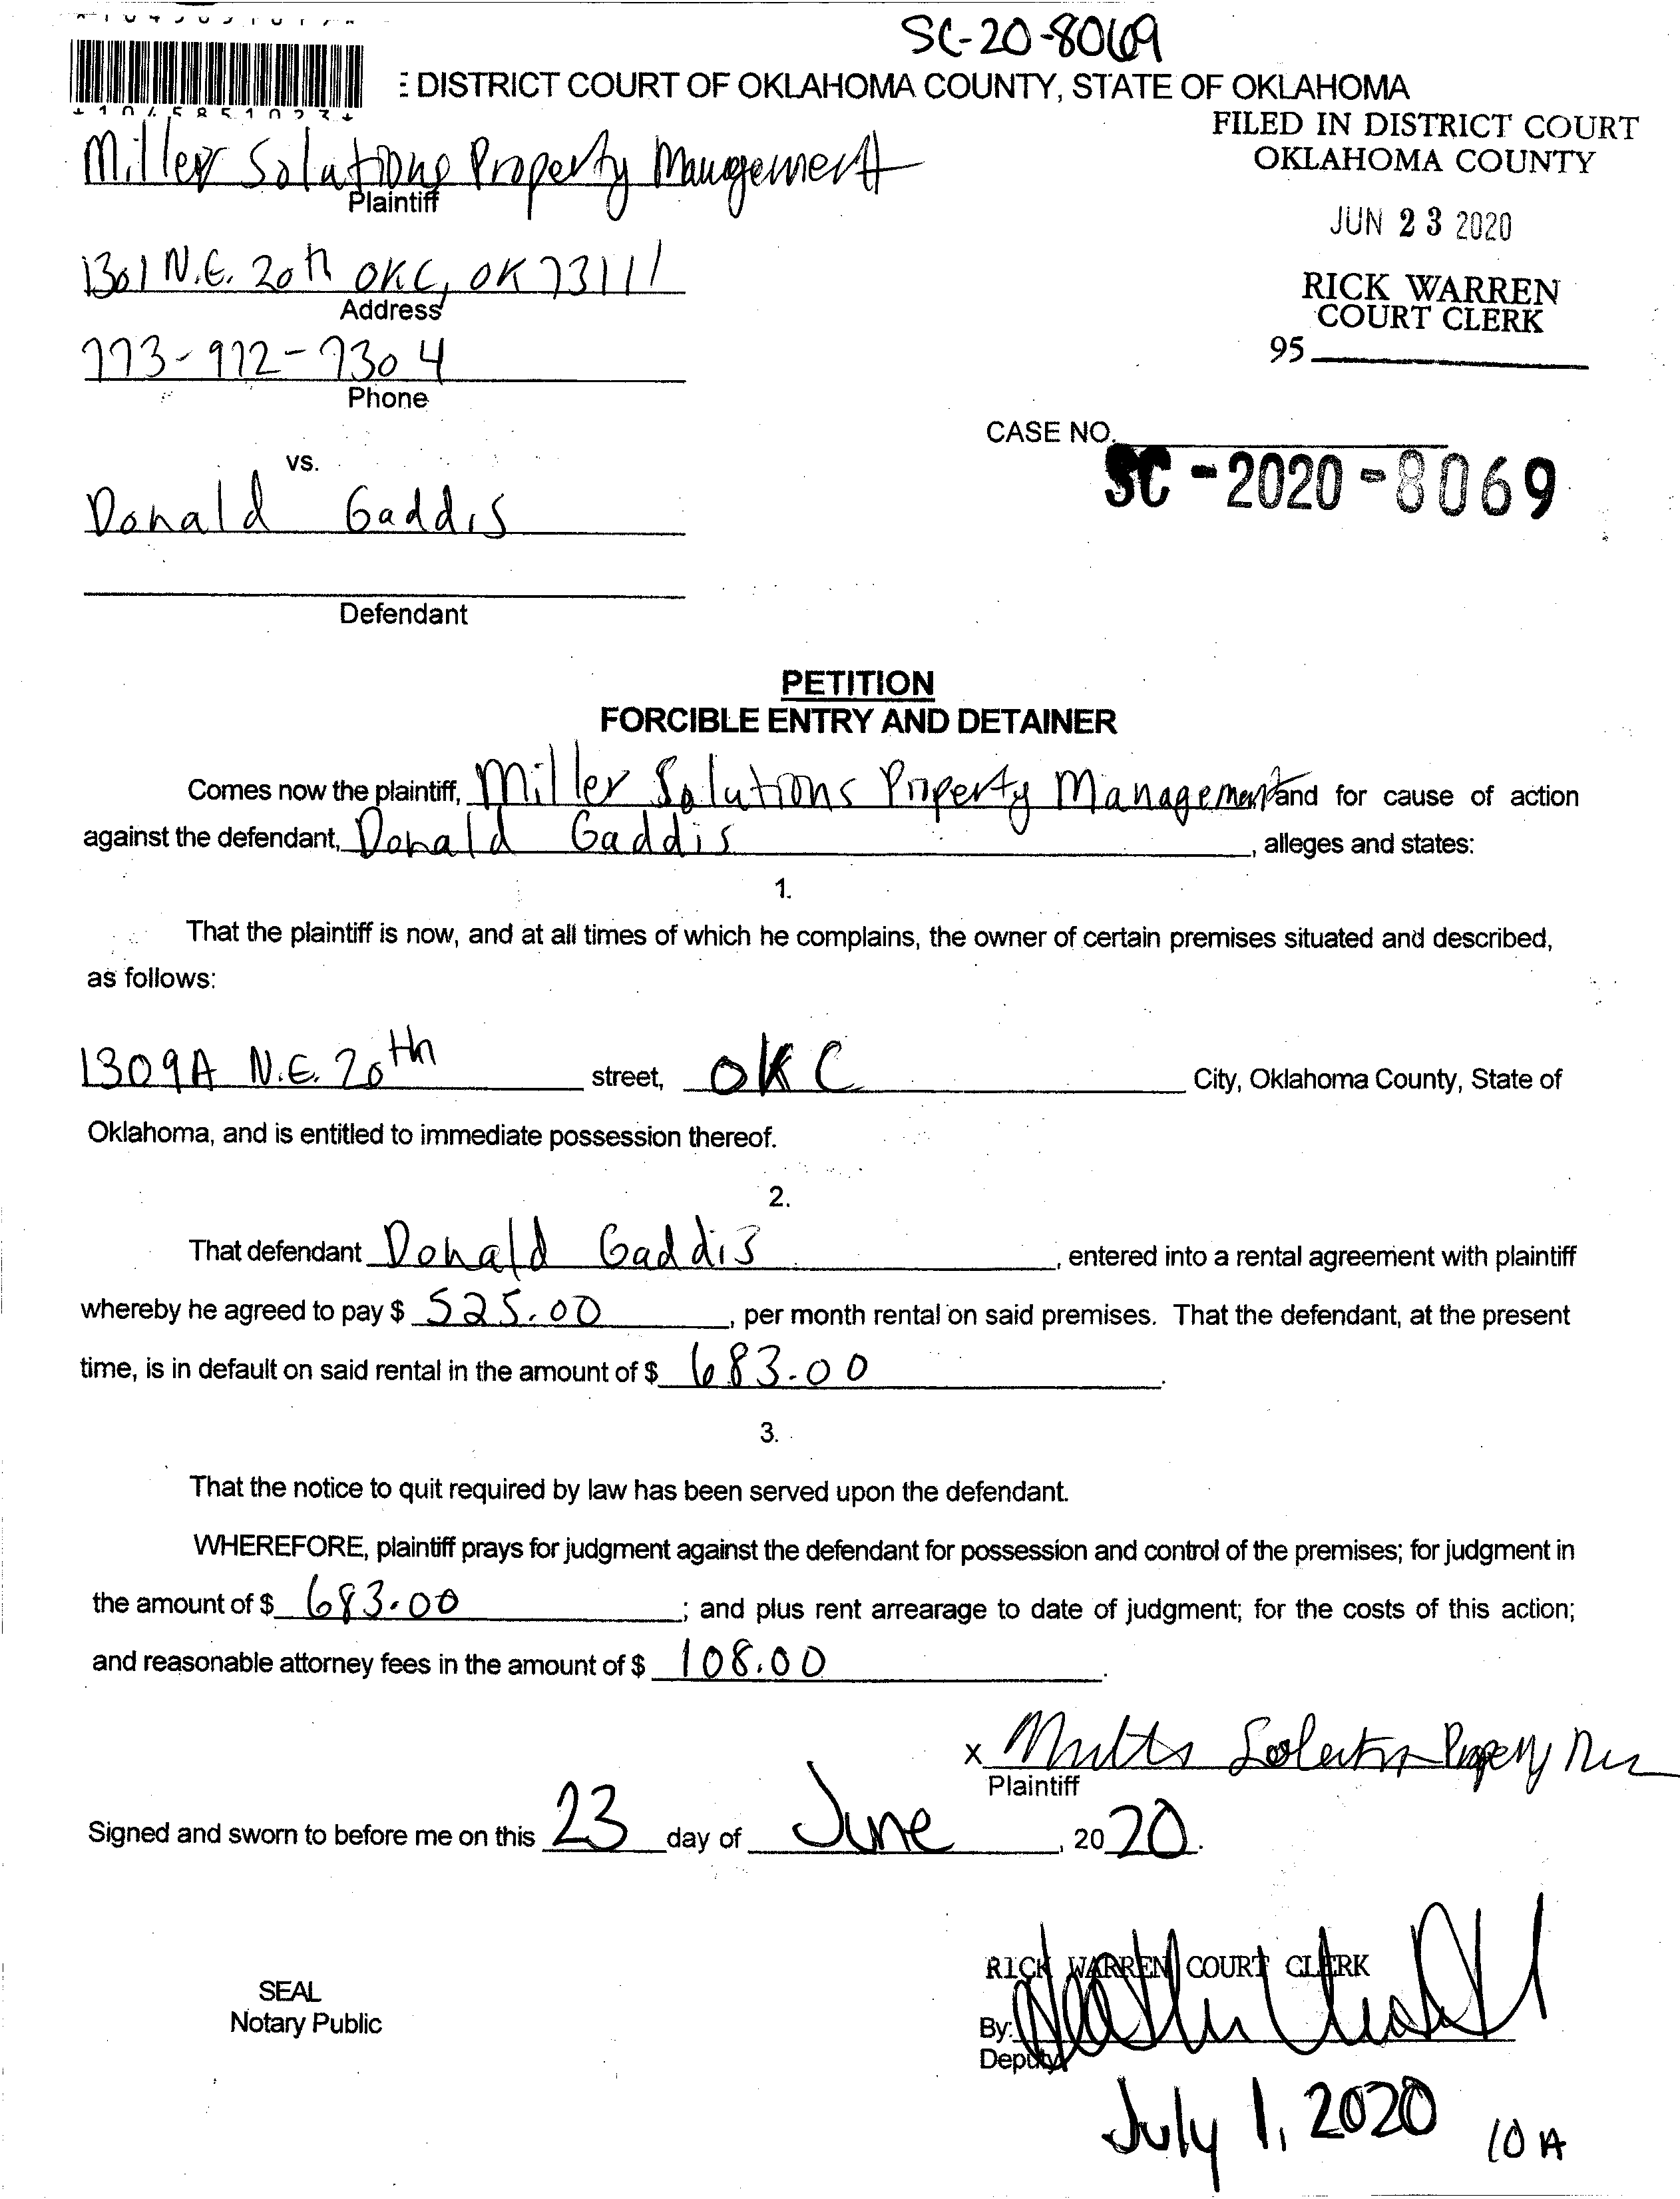 SC-20-8069
DISTRICT COURT OF OKLAHOMA COUNTY, STATE OF OKLAHOMA
FILED IN DISTRICT COURT
OKLAHOMA COUNTY
Miller Solutions Property Management
Plaintiff
JUN 23 2020
1301 N.E. 20th OKC, OK 73111
Address
RICK WARREN
COURT CLERK
95
773-972-7304
Phone
CASE NO.
SC-2020-8069
vs.
Donald Gaddis
Defendant
PETITION
FORCIBLE ENTRY AND DETAINER
Comes now the plaintiff, Miller Solutions Property Management and for cause of action
against the defendant, Donald Gaddis, alleges and states:
1.
That the plaintiff is now, and at all times of which he complains, the owner of certain premises situated and described,
as follows:
1309A N.E. 20th street, OKC City, Oklahoma County, State of
Oklahoma, and is entitled to immediate possession thereof.
2.
That defendant Donald Gaddis, entered into a rental agreement with plaintiff
whereby he agreed to pay $ 525.00, per month rental on said premises. That the defendant, at the present
time, is in default on said rental in the amount of $ 683.00.
3.
That the notice to quit required by law has been served upon the defendant.
WHEREFORE, plaintiff prays for judgment against the defendant for possession and control of the premises; for judgment in
the amount of $ 683.00; and plus rent arrearage to date of judgment; for the costs of this action;
and reasonable attorney fees in the amount of $ 108.00.
X
Plaintiff
Signed and sworn to before me on this 23 day of June, 2020.
RICK WARREN COURT CLERK
SEAL
Notary Public
By:
Deputy
July 1, 2020 10 A